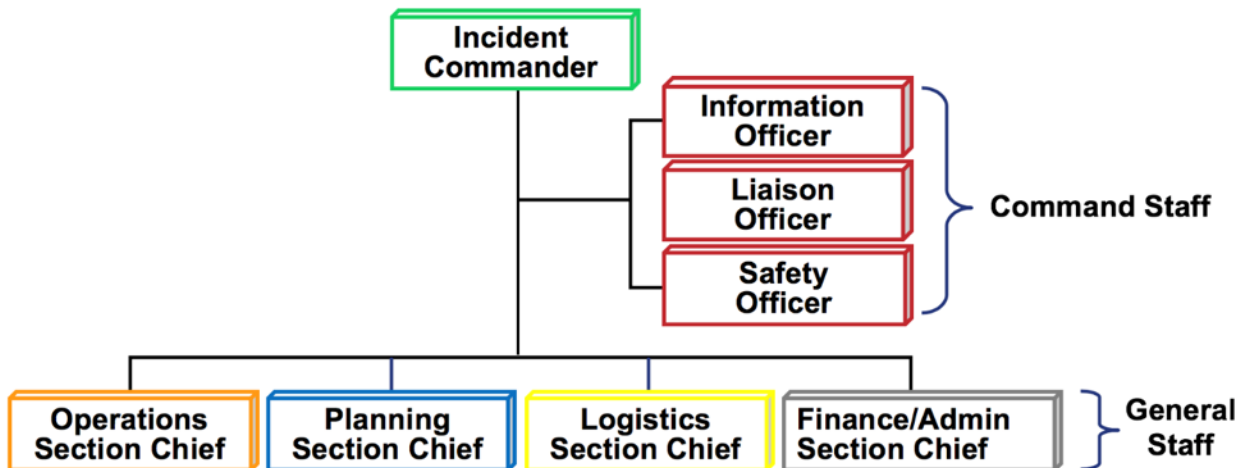 Incident
Commander
Information
Officer
Liaison
Officer
Command Staff
Safety
Officer
Operations
Section Chief
Planning
Section Chief
Logistics
Section Chief
Finance/Admin
Section Chief
General
Staff